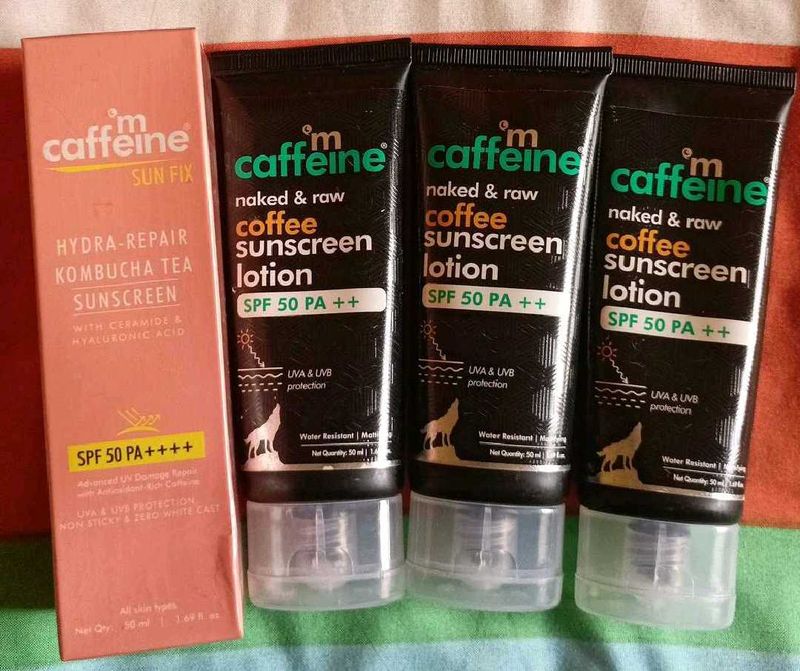 'm
caffeine®
SUN FIX
HYDRA-REPAIR
KOMBUCHA TEA
SUNSCREEN
WITH CERAMIDE &
HYALURONIC ACID
SPF 50 PA++++
Advanced UV Damage Repair
with Antioxidant-Rich Caffeine
UVA & UVB PROTECTION
NON STICKY & ZERO WHITE CAST
All skin types
Net Qty. 50 ml | 1.69 fl. oz
'm
caffeine®
naked & raw
coffee
sunscreen
lotion
SPF 50 PA ++
UVA & UVB
protection
Water Resistant |
Net Quantity: 50 ml |
'm
caffeine
naked & raw
coffee
sunscreen
lotion
SPF 50 PA ++
UVA & UVB
protection
Water Resistant | Mattifying
Net Quantity: 50 ml |
'm
caffeine®
naked & raw
coffee
sunscreen
lotion
SPF 50 PA ++
UVA & UVB
protection
Water Resistant | Mattifying
Net Quantity: 50 ml |